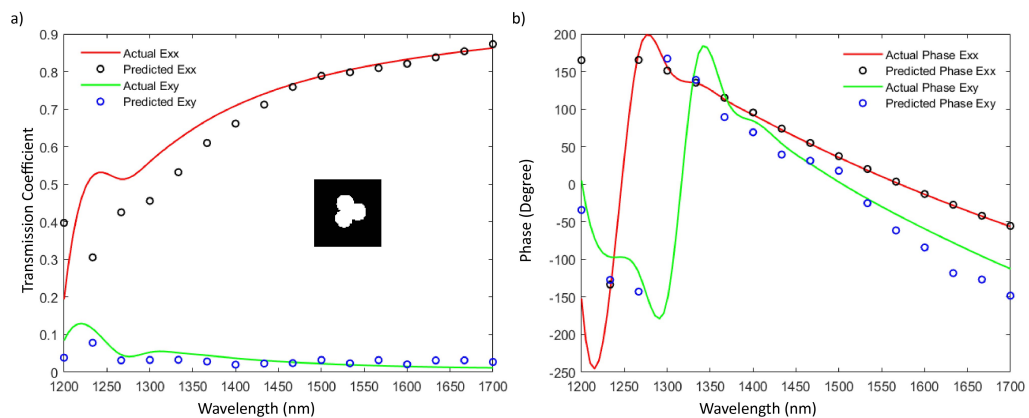 a)
0.9
0.8
0.7
0.6
0.5
0.4
0.3
0.2
0.1
0
Transmission Coefficient
Actual Exx
Predicted Exx
Actual Exy
Predicted Exy
1200 1250 1300 1350 1400 1450 1500 1550 1600 1650 1700
Wavelength (nm)
b)
200
150
100
50
0
-50
-100
-150
-200
-250
Phase (Degree)
Actual Phase Exx
Predicted Phase Exx
Actual Phase Exy
Predicted Phase Exy
1200 1250 1300 1350 1400 1450 1500 1550 1600 1650 1700
Wavelength (nm)